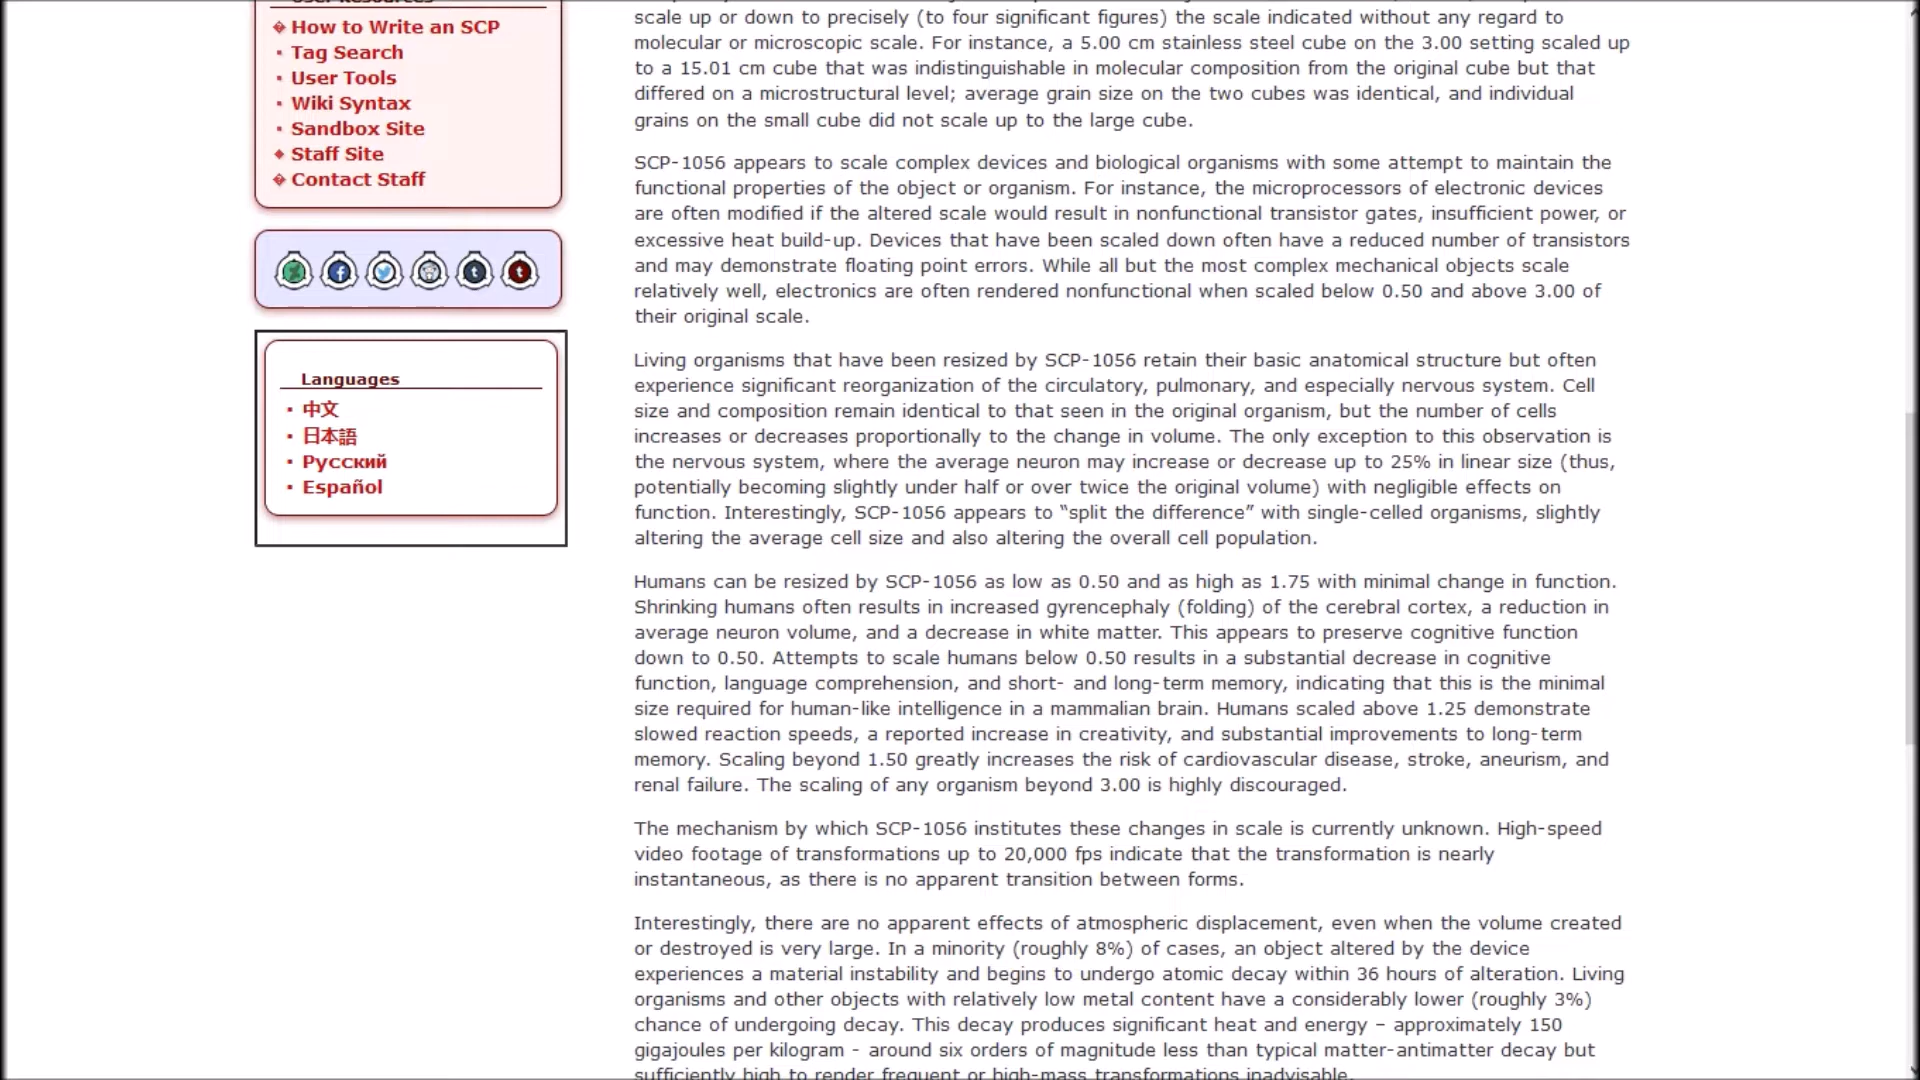 How to Write an SCP
Tag Search
User Tools
Wiki Syntax
Sandbox Site
Staff Site
Contact Staff
Languages
中文
日本語
Русский
Español
scale up or down to precisely (to four significant figures) the scale indicated without any regard to
molecular or microscopic scale. For instance, a 5.00 cm stainless steel cube on the 3.00 setting scaled up
to a 15.01 cm cube that was indistinguishable in molecular composition from the original cube but that
differed on a microstructural level; average grain size on the two cubes was identical, and individual
grains on the small cube did not scale up to the large cube.
SCP-1056 appears to scale complex devices and biological organisms with some attempt to maintain the
functional properties of the object or organism. For instance, the microprocessors of electronic devices
are often modified if the altered scale would result in nonfunctional transistor gates, insufficient power, or
excessive heat build-up. Devices that have been scaled down often have a reduced number of transistors
and may demonstrate floating point errors. While all but the most complex mechanical objects scale
relatively well, electronics are often rendered nonfunctional when scaled below 0.50 and above 3.00 of
their original scale.
Living organisms that have been resized by SCP-1056 retain their basic anatomical structure but often
experience significant reorganization of the circulatory, pulmonary, and especially nervous system. Cell
size and composition remain identical to that seen in the original organism, but the number of cells
increases or decreases proportionally to the change in volume. The only exception to this observation is
the nervous system, where the average neuron may increase or decrease up to 25% in linear size (thus,
potentially becoming slightly under half or over twice the original volume) with negligible effects on
function. Interestingly, SCP-1056 appears to “split the difference” with single-celled organisms, slightly
altering the average cell size and also altering the overall cell population.
Humans can be resized by SCP-1056 as low as 0.50 and as high as 1.75 with minimal change in function.
Shrinking humans often results in increased gyrencephaly (folding) of the cerebral cortex, a reduction in
average neuron volume, and a decrease in white matter. This appears to preserve cognitive function
down to 0.50. Attempts to scale humans below 0.50 results in a substantial decrease in cognitive
function, language comprehension, and short- and long-term memory, indicating that this is the minimal
size required for human-like intelligence in a mammalian brain. Humans scaled above 1.25 demonstrate
slowed reaction speeds, a reported increase in creativity, and substantial improvements to long-term
memory. Scaling beyond 1.50 greatly increases the risk of cardiovascular disease, stroke, aneurism, and
renal failure. The scaling of any organism beyond 3.00 is highly discouraged.
The mechanism by which SCP-1056 institutes these changes in scale is currently unknown. High-speed
video footage of transformations up to 20,000 fps indicate that the transformation is nearly
instantaneous, as there is no apparent transition between forms.
Interestingly, there are no apparent effects of atmospheric displacement, even when the volume created
or destroyed is very large. In a minority (roughly 8%) of cases, an object altered by the device
experiences a material instability and begins to undergo atomic decay within 36 hours of alteration. Living
organisms and other objects with relatively low metal content have a considerably lower (roughly 3%)
chance of undergoing decay. This decay produces significant heat and energy – approximately 150
gigajoules per kilogram - around six orders of magnitude less than typical matter-antimatter decay but
sufficiently high to render frequent or high-mass transformations inadvisable.